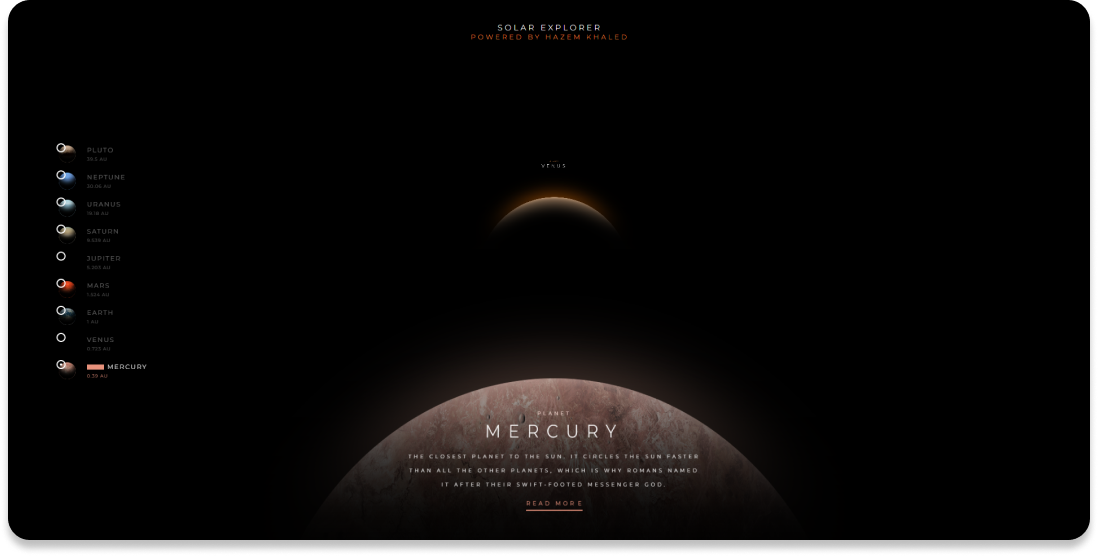 SOLAR EXPLORER
POWERED BY HAZEM KHALED
PLUTO
39.5 AU
NEPTUNE
30.06 AU
URANUS
19.18 AU
SATURN
9.539 AU
JUPITER
5.203 AU
MARS
1.524 AU
EARTH
1 AU
VENUS
0.723 AU
MERCURY
0.39 AU
VENUS
PLANET
MERCURY
THE CLOSEST PLANET TO THE SUN, IT CIRCLES THE SUN FASTER
THAN ALL THE OTHER PLANETS, WHICH IS WHY ROMANS NAMED
IT AFTER THEIR SWIFT-FOOTED MESSENGER GOD.
READ MORE